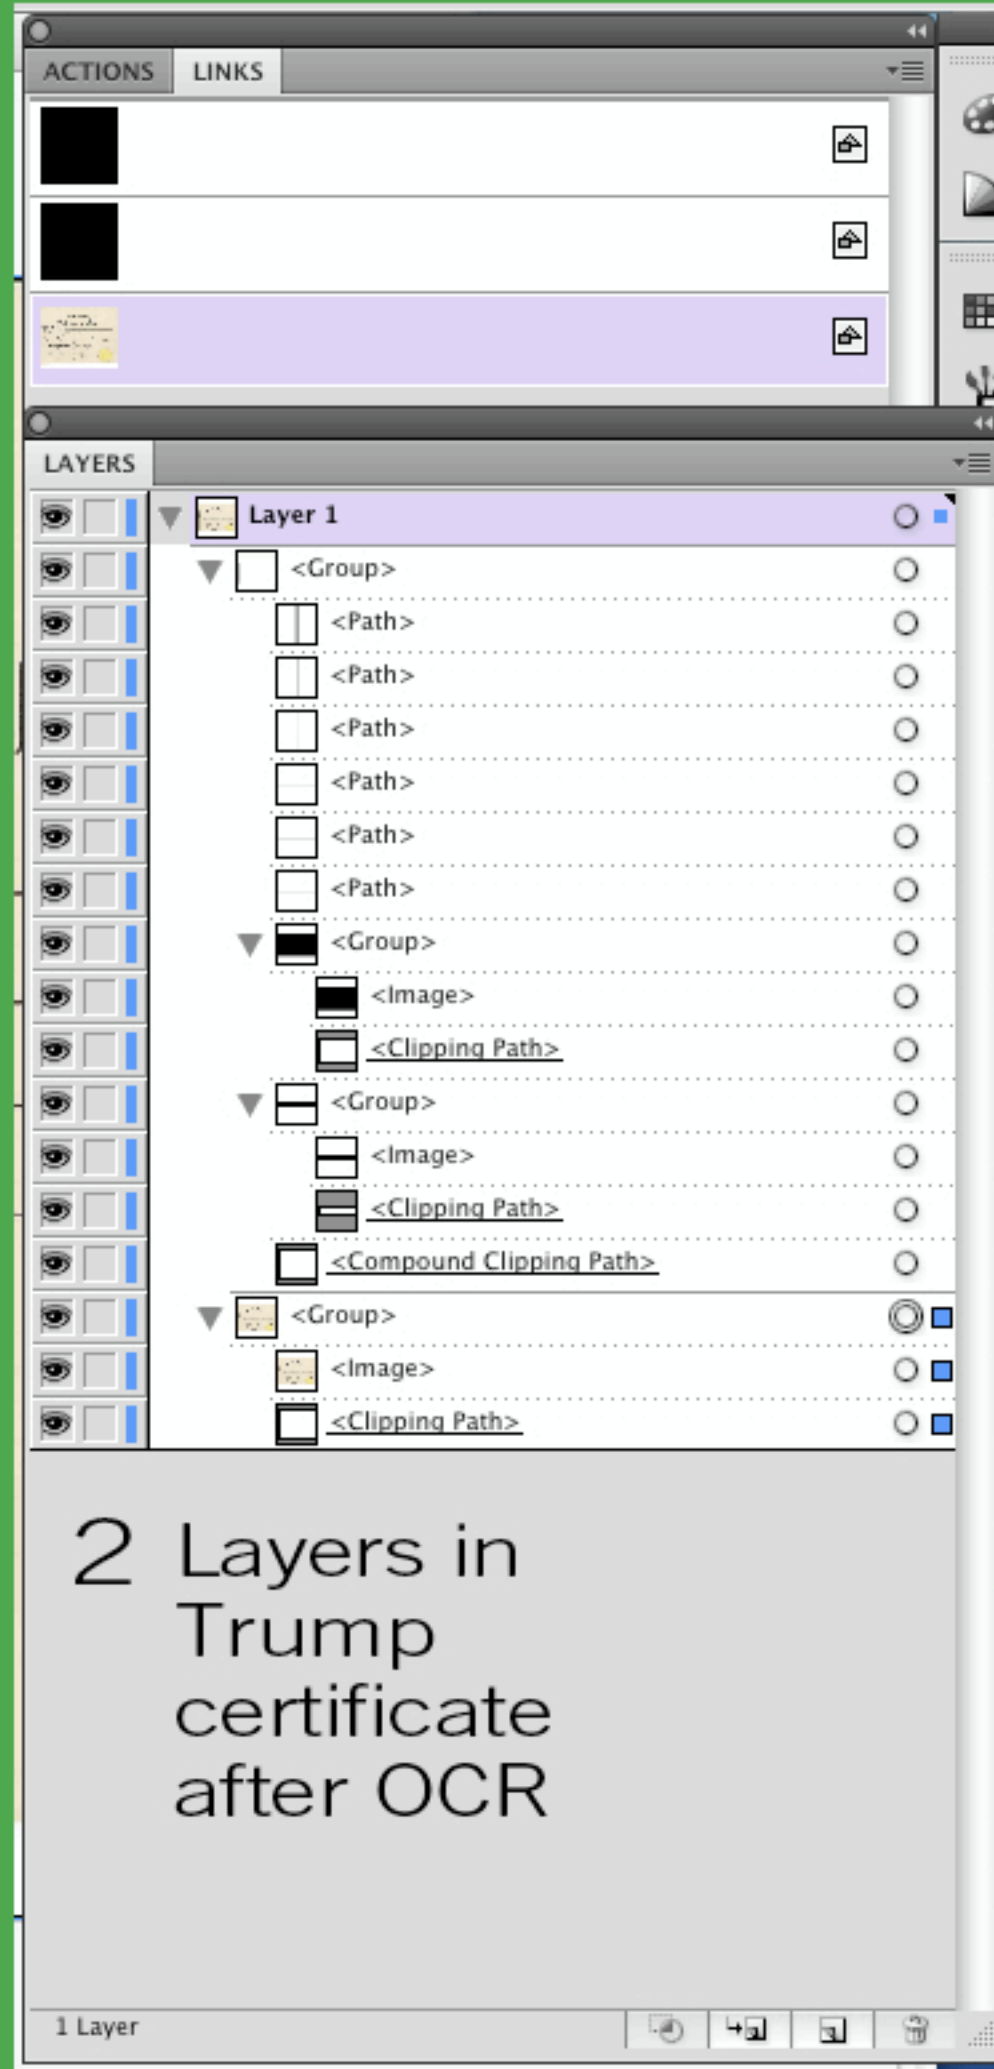 ACTIONS LINKS
LAYERS
Layer 1
<Group>
<Path>
<Path>
<Path>
<Path>
<Path>
<Path>
<Group>
<Image>
<Clipping Path>
<Group>
<Image>
<Clipping Path>
<Compound Clipping Path>
<Group>
<Image>
<Clipping Path>
2 Layers in
Trump
certificate
after OCR
1 Layer